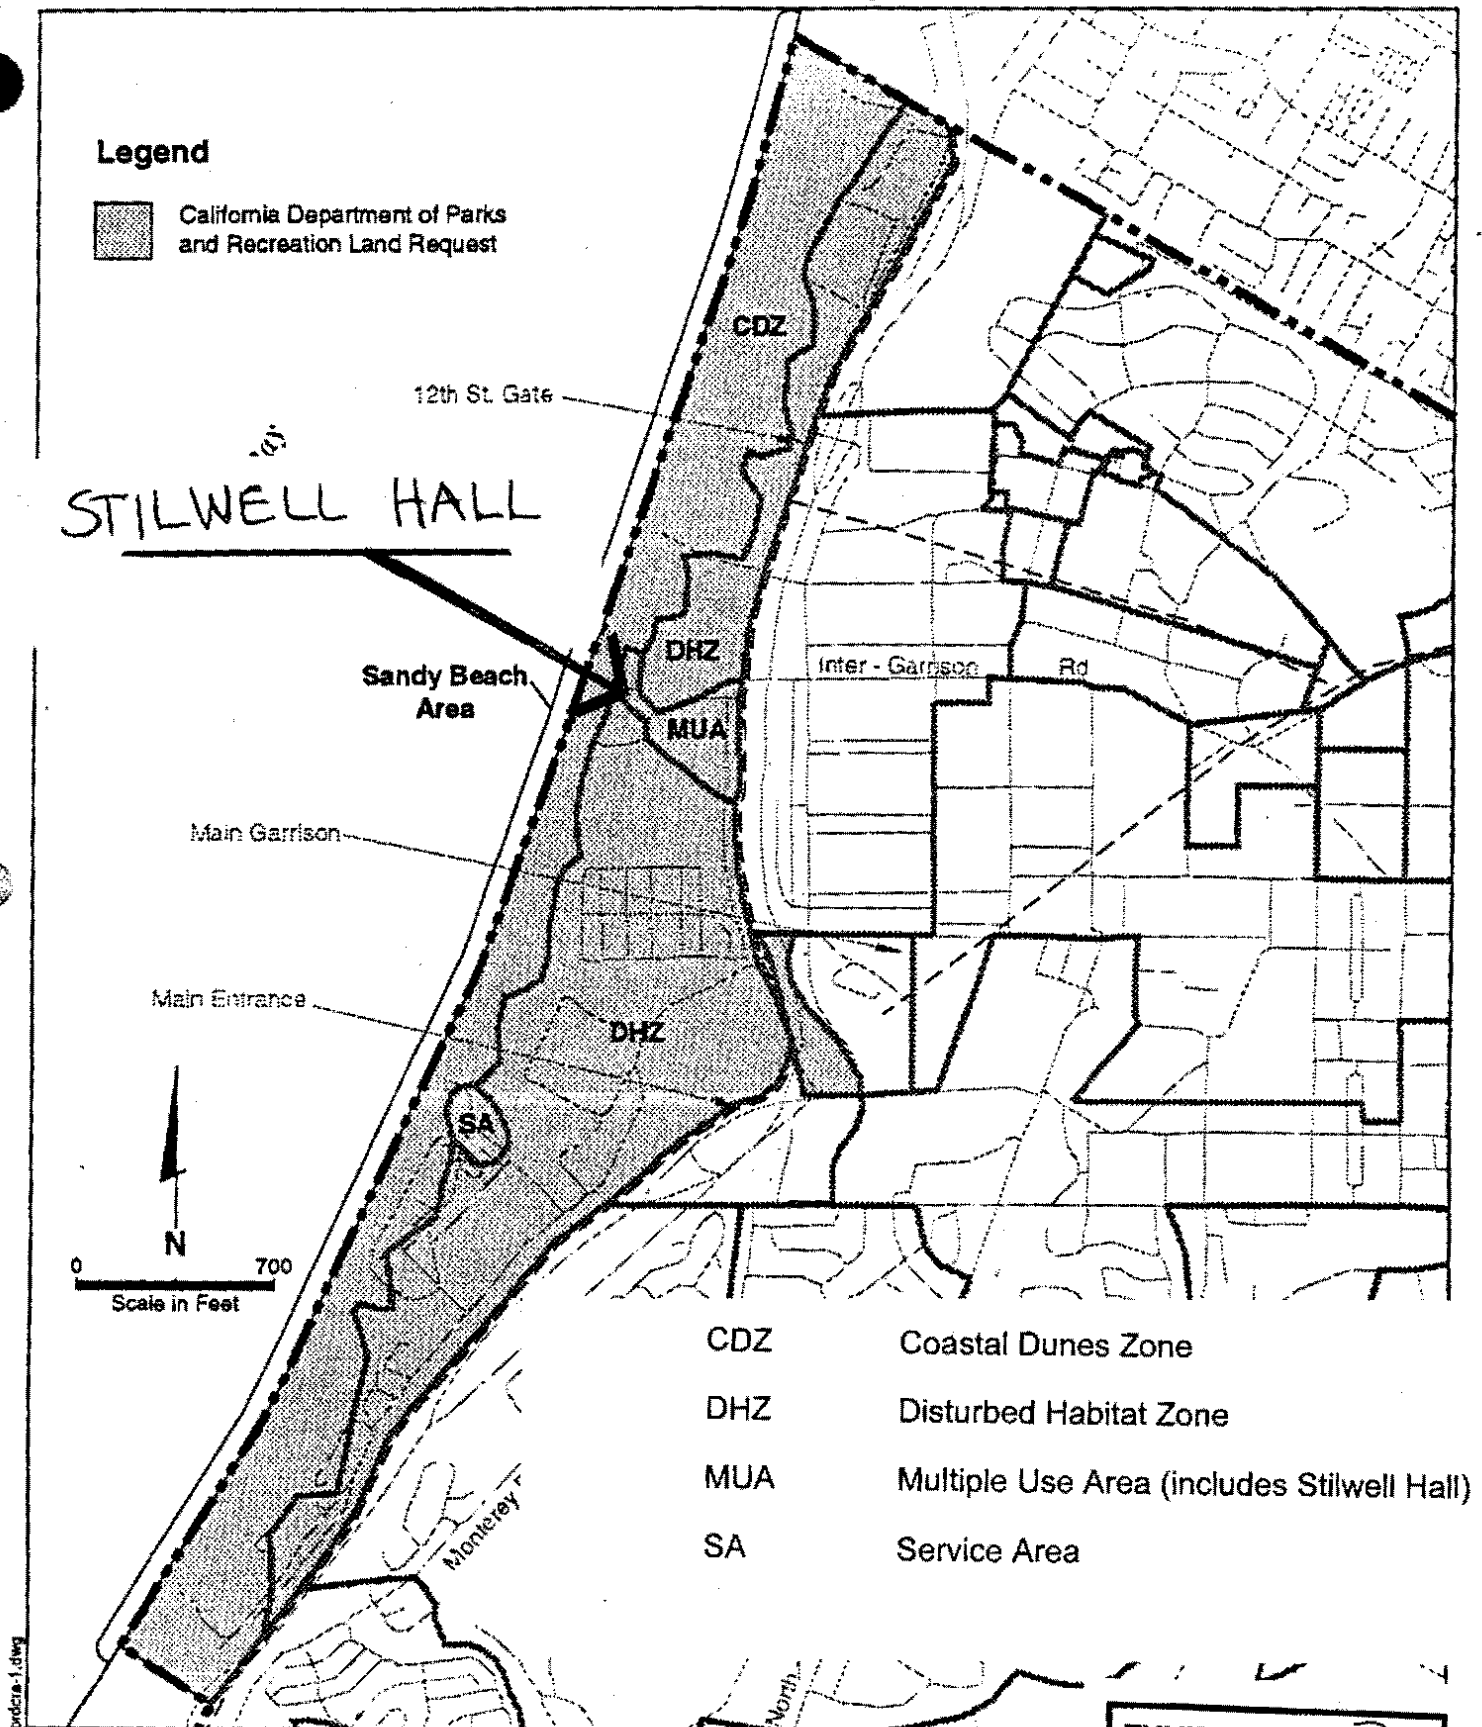 Legend
California Department of Parks
and Recreation Land Request
CDZ
12th St. Gate
STILWELL HALL
DHZ
Inter - Garrison Rd
Sandy Beach
Area
MUA
Main Garrison
Main Entrance
DHZ
SA
N
0 700
Scale in Feet
CDZ Coastal Dunes Zone
DHZ Disturbed Habitat Zone
MUA Multiple Use Area (includes Stilwell Hall)
SA Service Area
Monterey
North